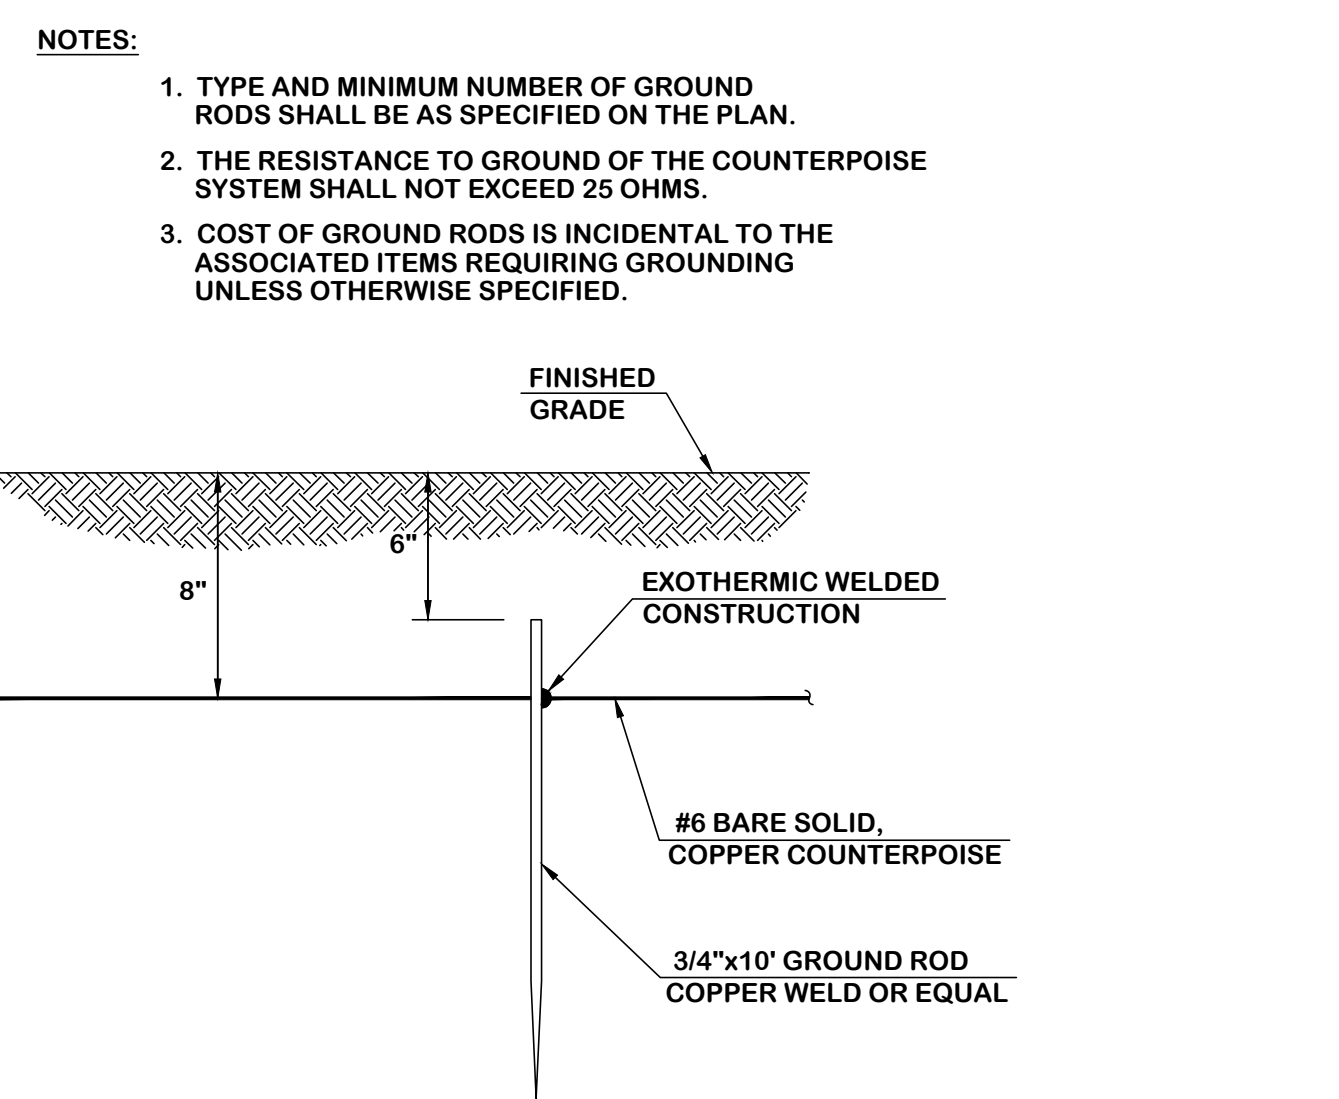 NOTES:
1. TYPE AND MINIMUM NUMBER OF GROUND
RODS SHALL BE AS SPECIFIED ON THE PLAN.
2. THE RESISTANCE TO GROUND OF THE COUNTERPOISE
SYSTEM SHALL NOT EXCEED 25 OHMS.
3. COST OF GROUND RODS IS INCIDENTAL TO THE
ASSOCIATED ITEMS REQUIRING GROUNDING
UNLESS OTHERWISE SPECIFIED.
FINISHED
GRADE
6"
8"
EXOTHERMIC WELDED
CONSTRUCTION
#6 BARE SOLID,
COPPER COUNTERPOISE
3/4"x10' GROUND ROD
COPPER WELD OR EQUAL